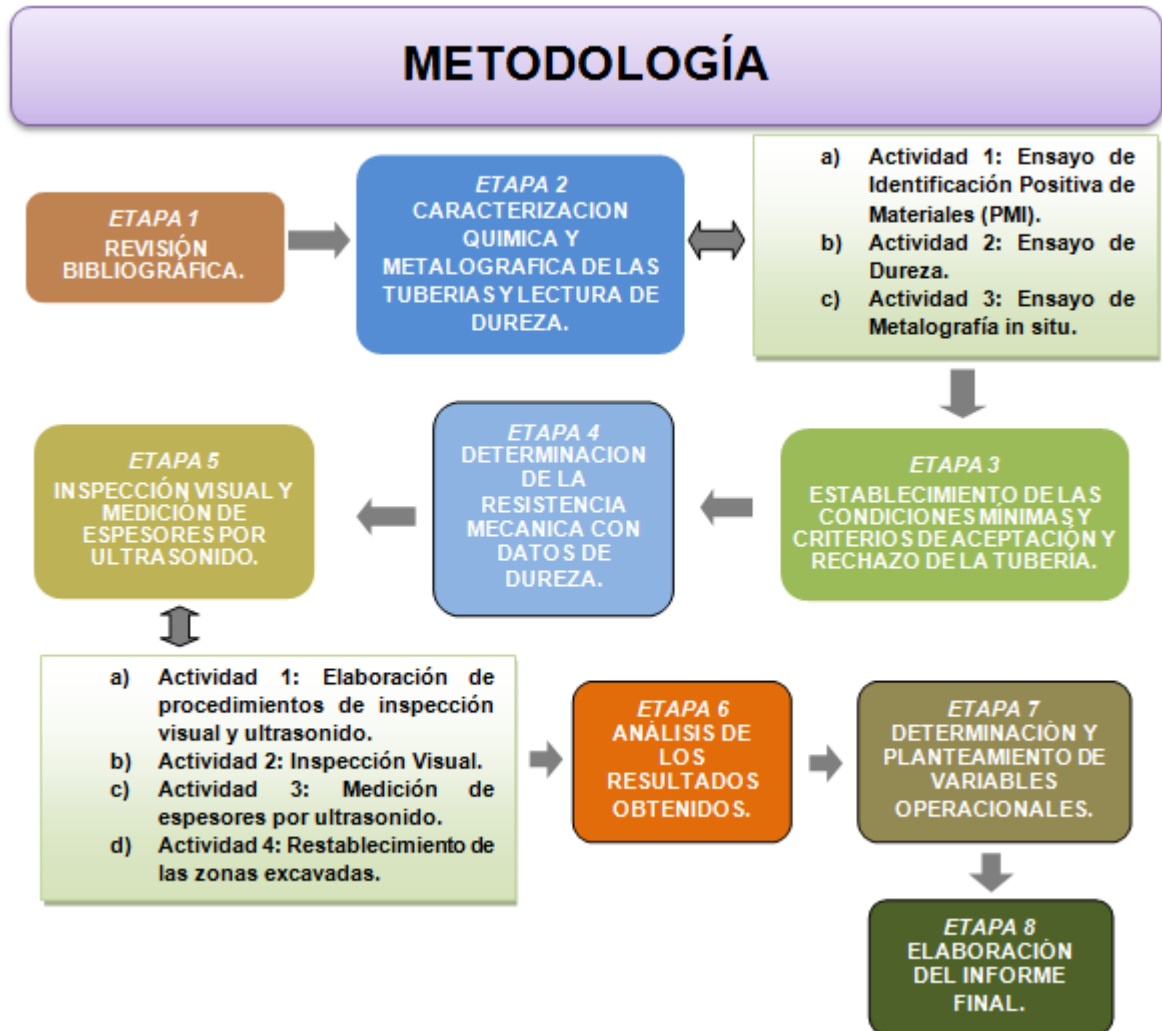 METODOLOGÍA
ETAPA 1
REVISIÓN
BIBLIOGRÁFICA.
ETAPA 2
CARACTERIZACION
QUIMICA Y
METALOGRAFICA DE LAS
TUBERIAS Y LECTURA DE
DUREZA.
a) Actividad 1: Ensayo de
Identificación Positiva de
Materiales (PMI).
b) Actividad 2: Ensayo de
Dureza.
c) Actividad 3: Ensayo de
Metalografía in situ.
ETAPA 3
ESTABLECIMIENTO DE LAS
CONDICIONES MÍNIMAS Y
CRITERIOS DE ACEPTACIÓN Y
RECHAZO DE LA TUBERÍA.
ETAPA 4
DETERMINACION
DE LA
RESISTENCIA
MECANICA CON
DATOS DE
DUREZA.
ETAPA 5
INSPECCIÓN VISUAL Y
MEDICIÓN DE
ESPESORES POR
ULTRASONIDO.
a) Actividad 1: Elaboración de
procedimientos de inspección
visual y ultrasonido.
b) Actividad 2: Inspección Visual.
c) Actividad 3: Medición de
espesores por ultrasonido.
d) Actividad 4: Restablecimiento de
las zonas excavadas.
ETAPA 6
ANÁLISIS DE
LOS
RESULTADOS
OBTENIDOS.
ETAPA 7
DETERMINACIÓN Y
PLANTEAMIENTO DE
VARIABLES
OPERACIONALES.
ETAPA 8
ELABORACIÓN
DEL INFORME
FINAL.